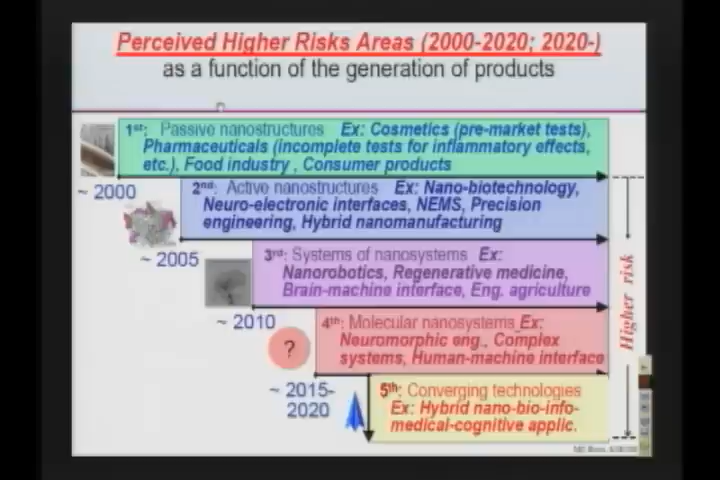 Perceived Higher Risks Areas (2000-2020; 2020-)
as a function of the generation of products
1st: Passive nanostructures Ex: Cosmetics (pre-market tests),
Pharmaceuticals (incomplete tests for inflammatory effects,
etc.), Food industry , Consumer products
~ 2000
2nd: Active nanostructures Ex: Nano-biotechnology,
Neuro-electronic interfaces, NEMS, Precision
engineering, Hybrid nanomanufacturing
~ 2005
3rd: Systems of nanosystems Ex:
Nanorobotics, Regenerative medicine,
Brain-machine interface, Eng. agriculture
~ 2010
4th: Molecular nanosystems Ex:
Neuromorphic eng., Complex
systems, Human-machine interface
?
~ 2015-
2020
5th: Converging technologies
Ex: Hybrid nano-bio-info-
medical-cognitive applic.
Higher risk